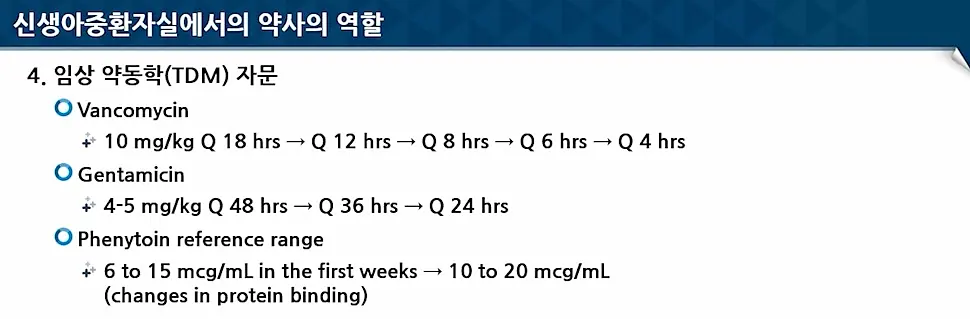 신생아중환자실에서의 약사의 역할
4. 임상 약동학(TDM) 자문
Vancomycin
10 mg/kg Q 18 hrs → Q 12 hrs → Q 8 hrs → Q 6 hrs → Q 4 hrs
Gentamicin
4-5 mg/kg Q 48 hrs → Q 36 hrs → Q 24 hrs
Phenytoin reference range
6 to 15 mcg/mL in the first weeks → 10 to 20 mcg/mL
(changes in protein binding)